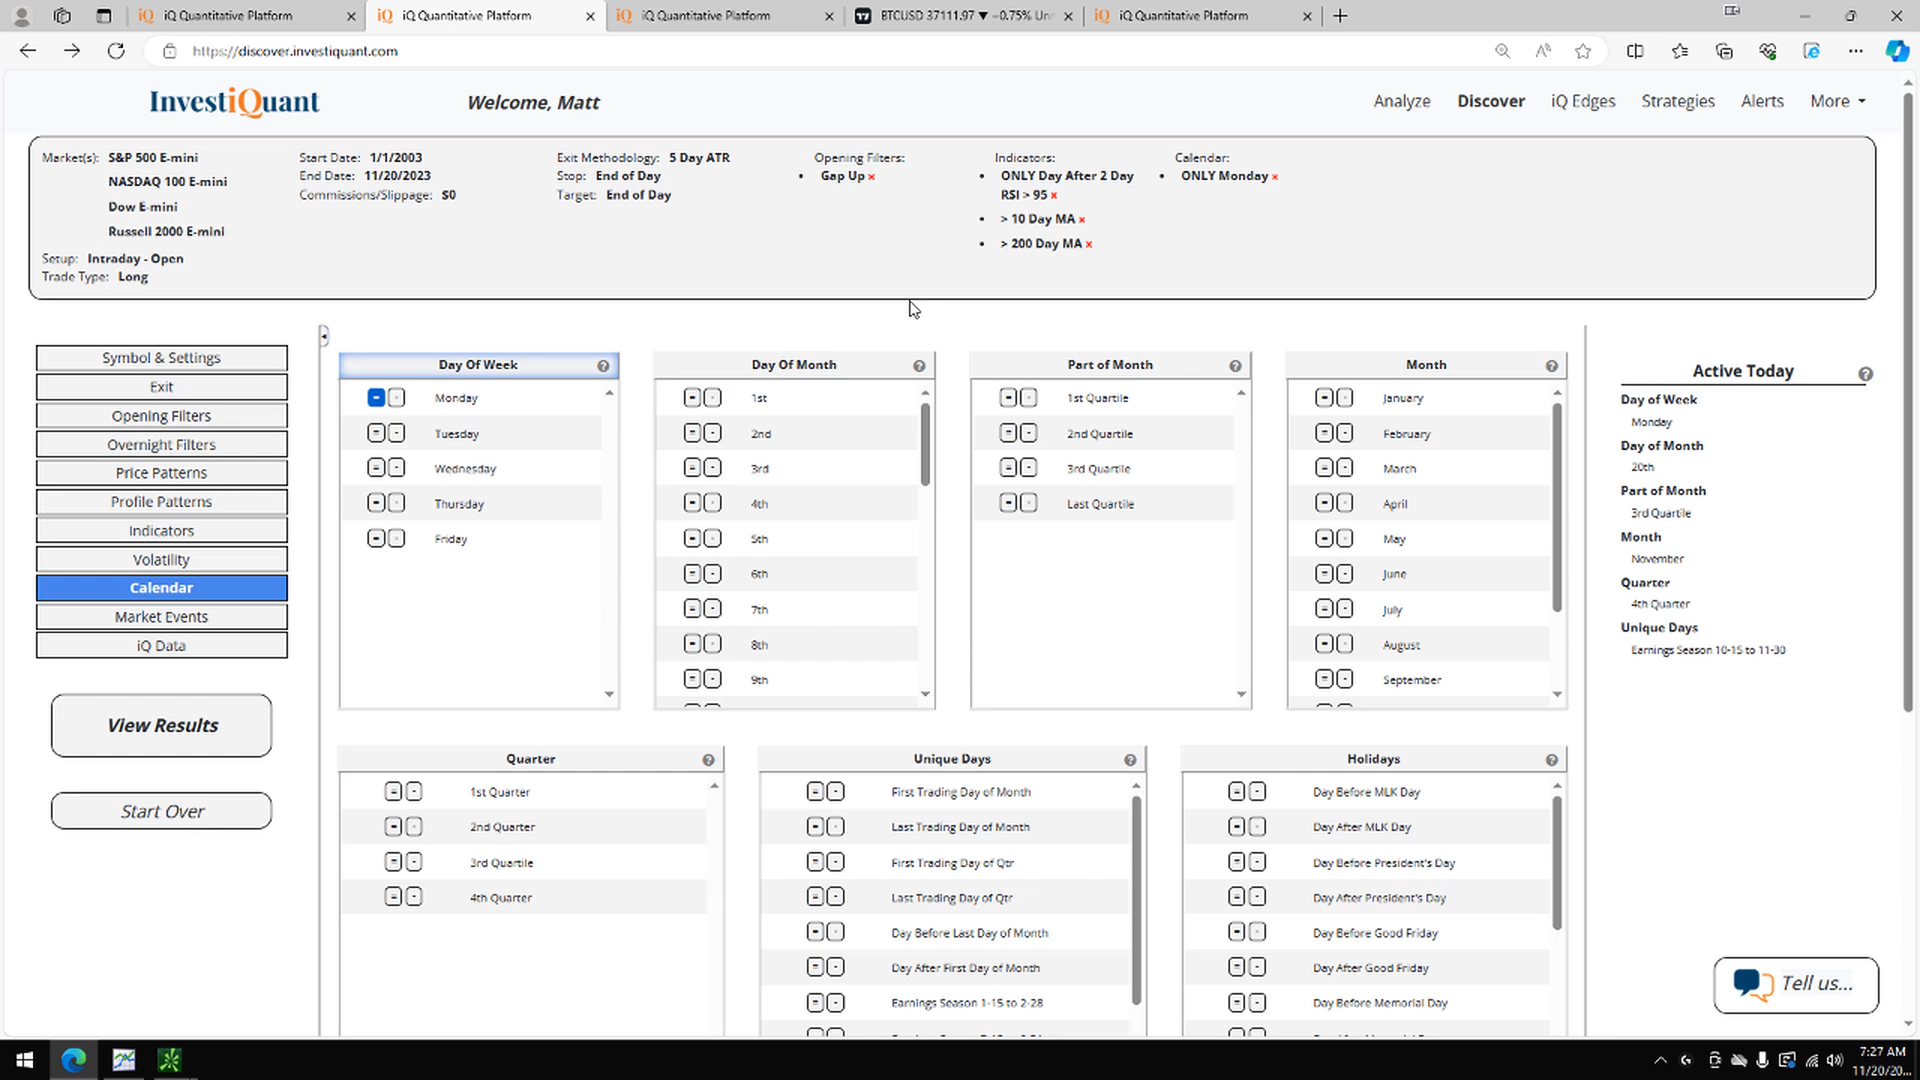 iQ Quantitative Platform
iQ Quantitative Platform
iQ Quantitative Platform
BTCUSD 37111.97 ▼ −0.75% Unr
iQ Quantitative Platform
https://discover.investiquant.com
InvestiQuant
Welcome, Matt
Analyze
Discover
iQ Edges
Strategies
Alerts
More
Market(s): S&P 500 E-mini
NASDAQ 100 E-mini
Dow E-mini
Russell 2000 E-mini
Setup: Intraday - Open
Trade Type: Long
Start Date: 1/1/2003
End Date: 11/20/2023
Commissions/Slippage: $0
Exit Methodology: 5 Day ATR
Stop: End of Day
Target: End of Day
Opening Filters:
• Gap Up x
Indicators:
• ONLY Day After 2 Day
RSI > 95 x
• > 10 Day MA x
• > 200 Day MA x
Calendar:
• ONLY Monday x
Symbol & Settings
Exit
Opening Filters
Overnight Filters
Price Patterns
Profile Patterns
Indicators
Volatility
Calendar
Market Events
iQ Data
View Results
Start Over
Day Of Week
Monday
Tuesday
Wednesday
Thursday
Friday
Day Of Month
1st
2nd
3rd
4th
5th
6th
7th
8th
9th
Part of Month
1st Quartile
2nd Quartile
3rd Quartile
Last Quartile
Month
January
February
March
April
May
June
July
August
September
Quarter
1st Quarter
2nd Quarter
3rd Quartile
4th Quarter
Unique Days
First Trading Day of Month
Last Trading Day of Month
First Trading Day of Qtr
Last Trading Day of Qtr
Day Before Last Day of Month
Day After First Day of Month
Earnings Season 1-15 to 2-28
Holidays
Day Before MLK Day
Day After MLK Day
Day Before President's Day
Day After President's Day
Day Before Good Friday
Day After Good Friday
Day Before Memorial Day
Active Today
Day of Week
Monday
Day of Month
20th
Part of Month
3rd Quartile
Month
November
Quarter
4th Quarter
Unique Days
Earnings Season 10-15 to 11-30
Tell us...
7:27 AM
11/20/20...